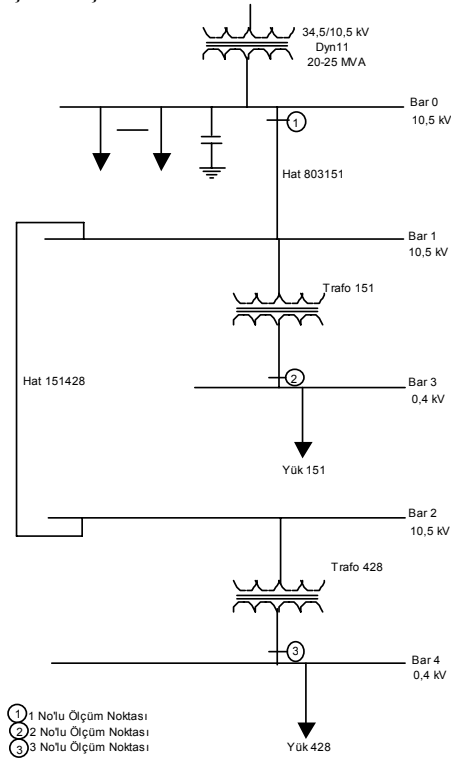 34,5/10,5 kV
Dyn11
20-25 MVA
Bar 0
10,5 kV
1
Hat 803151
Bar 1
10,5 kV
Trafo 151
Hat 151428
2
Bar 3
0,4 kV
Yük 151
Bar 2
10,5 kV
Trafo 428
3
Bar 4
0,4 kV
1 1 No'lu Ölçüm Noktası
2 2 No'lu Ölçüm Noktası
3 3 No'lu Ölçüm Noktası
Yük 428